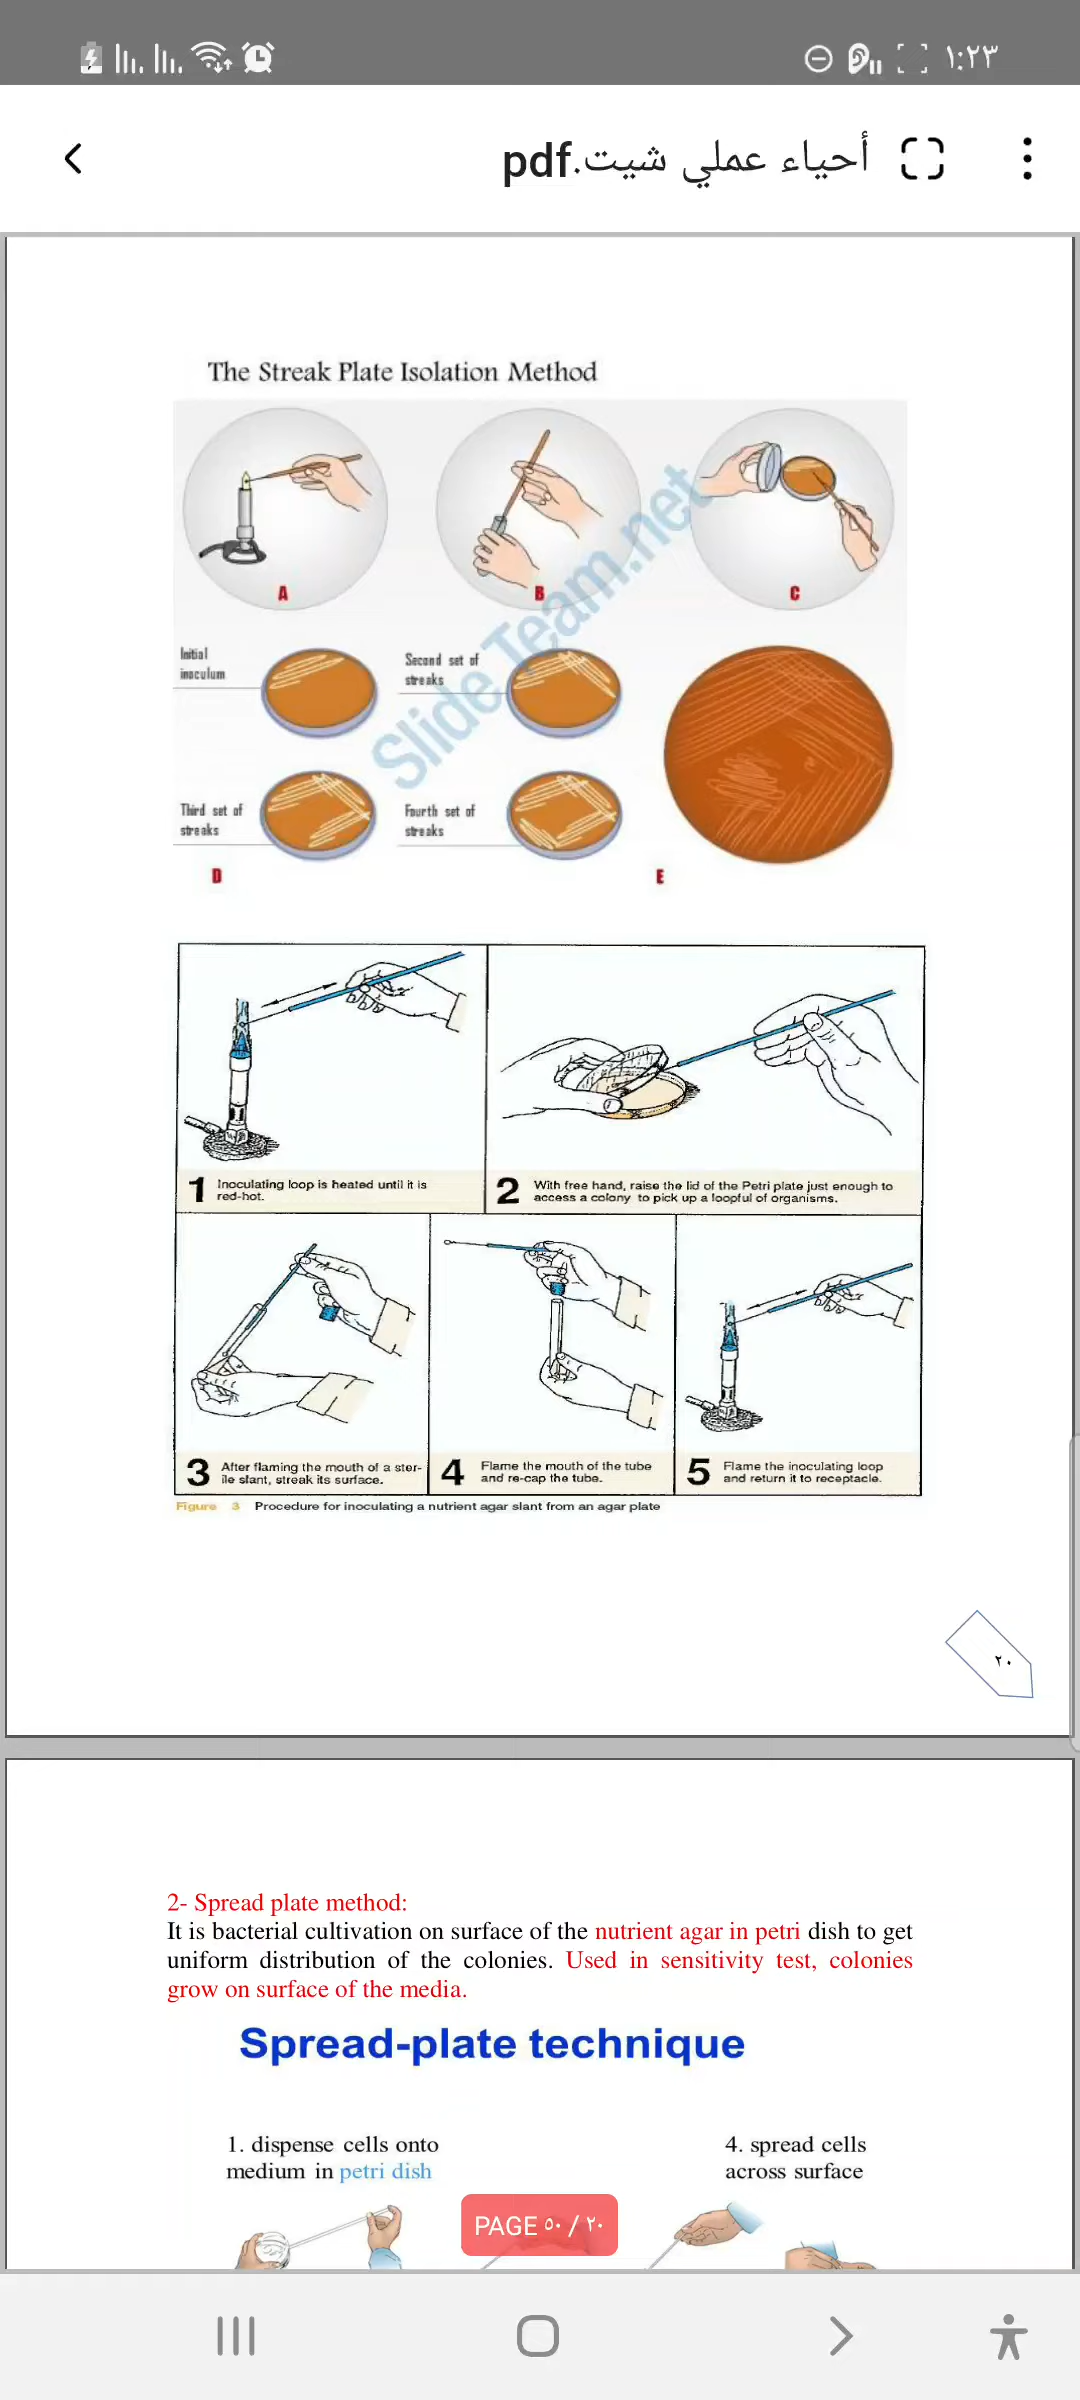 ١:٢٣
أحياء عملي شيت.pdf
The Streak Plate Isolation Method
A
B
C
Slide Team.net
Initial
inoculum
Second set of
streaks
Third set of
streaks
Fourth set of
streaks
D
E
1 Inoculating loop is heated until it is
red-hot.
2 With free hand, raise the lid of the Petri plate just enough to
access a colony to pick up a loopful of organisms.
3 After flaming the mouth of a ster-
ile slant, streak its surface.
4 Flame the mouth of the tube
and re-cap the tube.
5 Flame the inoculating loop
and return it to receptacle.
Figure 3 Procedure for inoculating a nutrient agar slant from an agar plate
٢٠
2- Spread plate method:
It is bacterial cultivation on surface of the nutrient agar in petri dish to get
uniform distribution of the colonies. Used in sensitivity test, colonies
grow on surface of the media.
Spread-plate technique
1. dispense cells onto
medium in petri dish
4. spread cells
across surface
PAGE ٥٠ / ٢٠